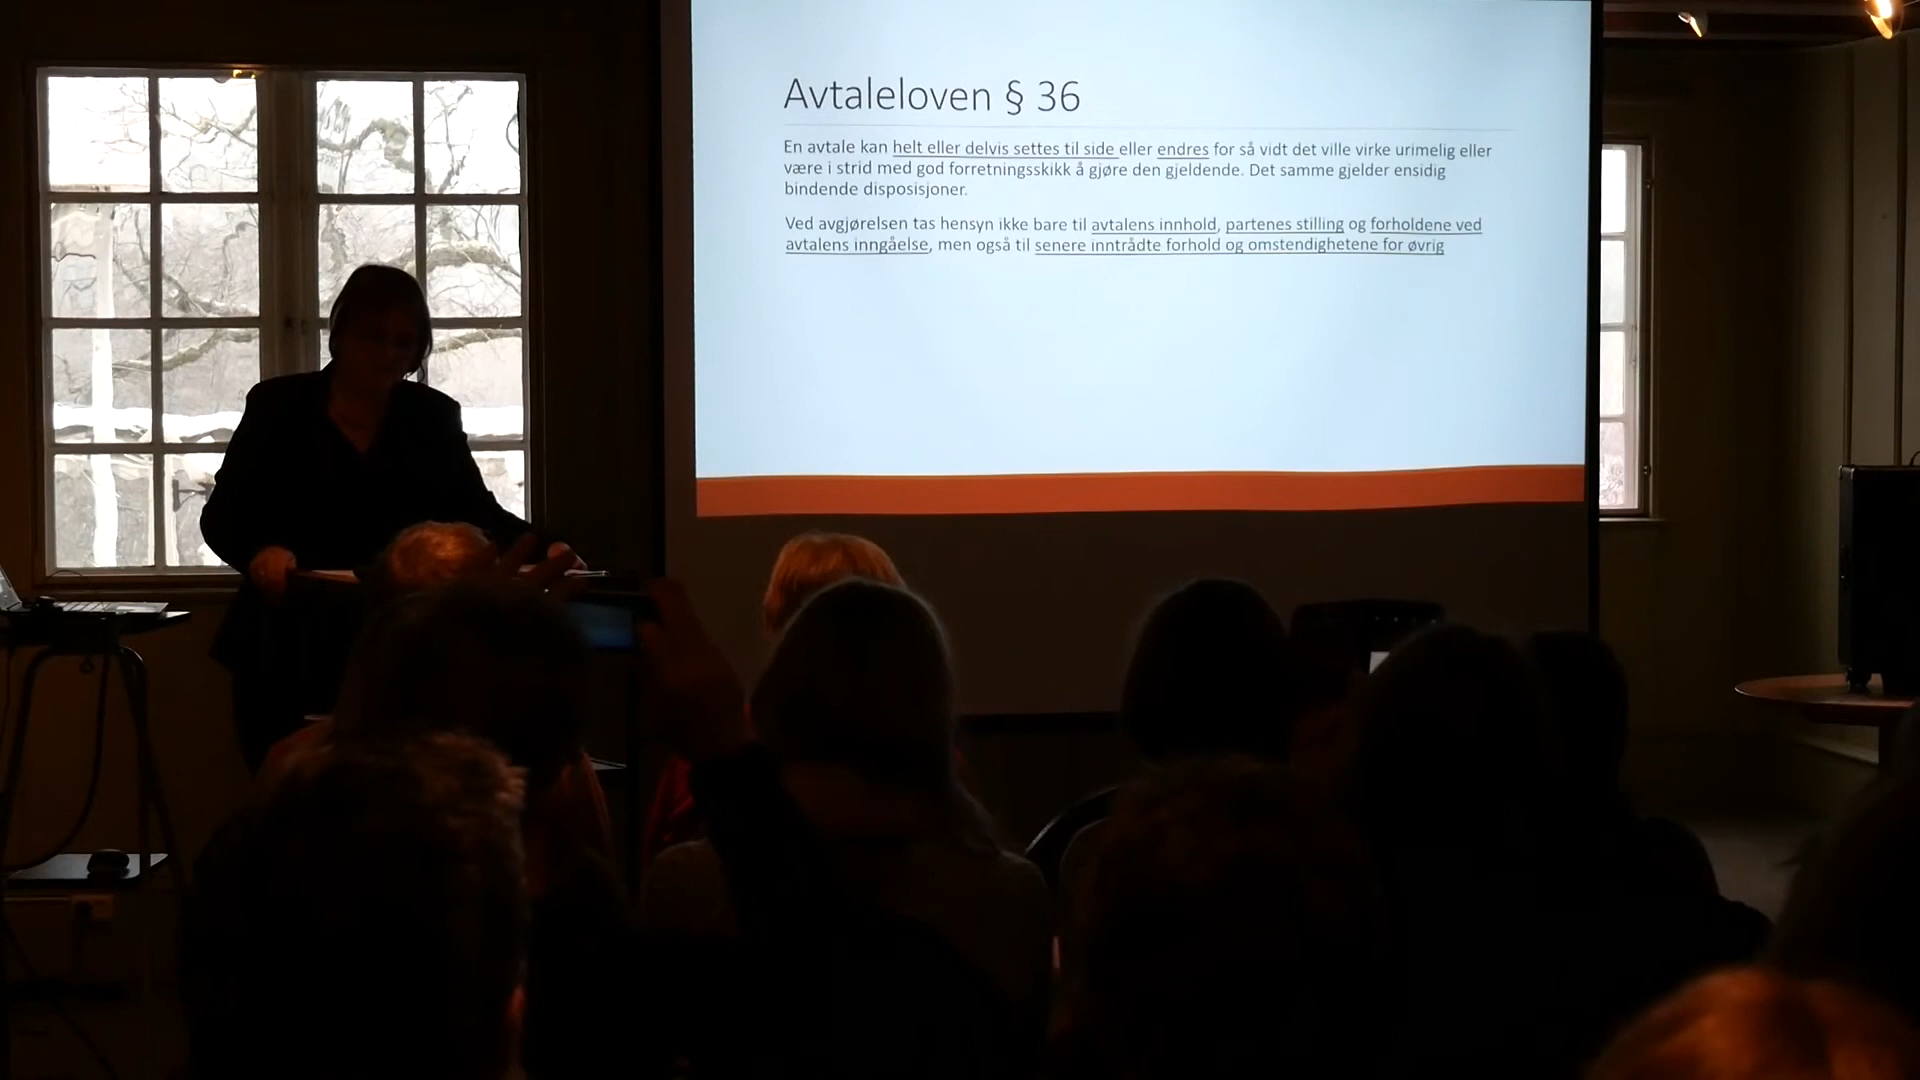 Avtaleloven § 36
En avtale kan helt eller delvis settes til side eller endres for så vidt det ville virke urimelig eller
være i strid med god forretningsskikk å gjøre den gjeldende. Det samme gjelder ensidig
bindende disposisjoner.
Ved avgjørelsen tas hensyn ikke bare til avtalens innhold, partenes stilling og forholdene ved
avtalens inngåelse, men også til senere inntrådte forhold og omstendighetene for øvrig